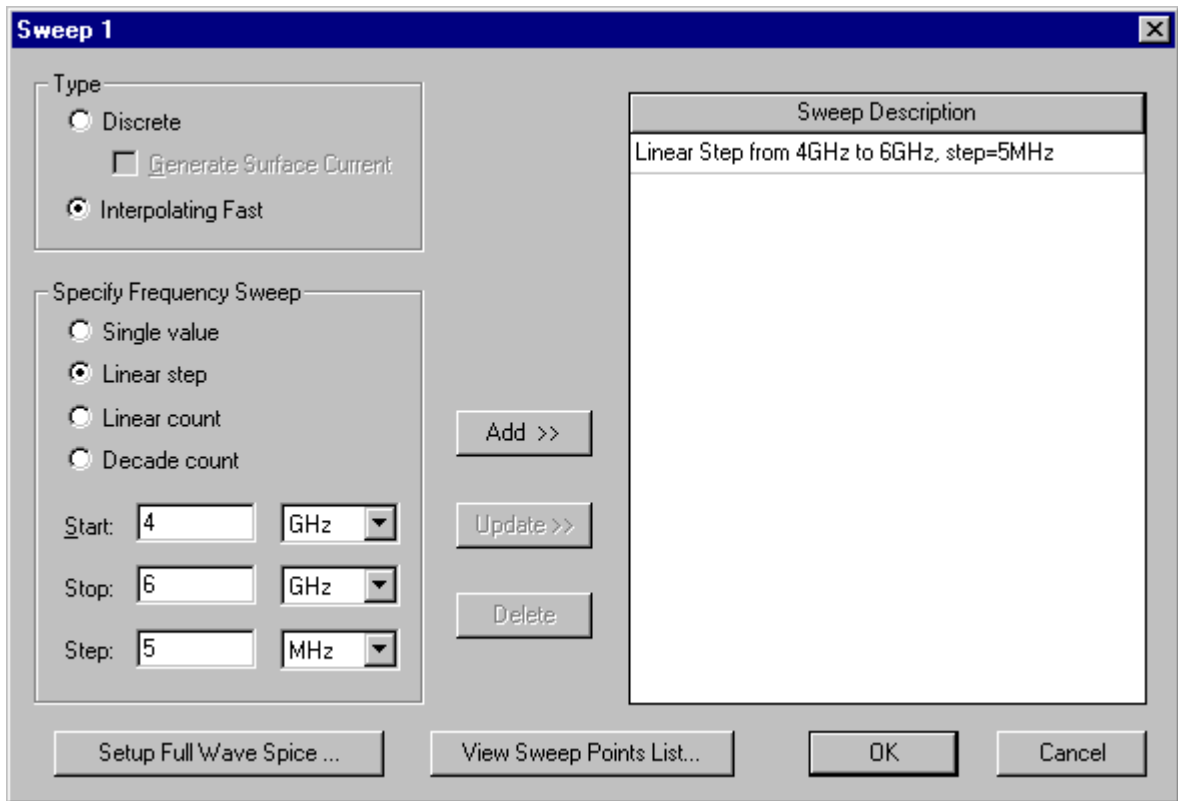 Sweep 1
Type
Discrete
Generate Surface Current
Interpolating Fast
Specify Frequency Sweep
Single value
Linear step
Linear count
Decade count
Start: 4 GHz
Stop: 6 GHz
Step: 5 MHz
Add >>
Update >>
Delete
Sweep Description
Linear Step from 4GHz to 6GHz, step=5MHz
Setup Full Wave Spice ...
View Sweep Points List...
OK
Cancel